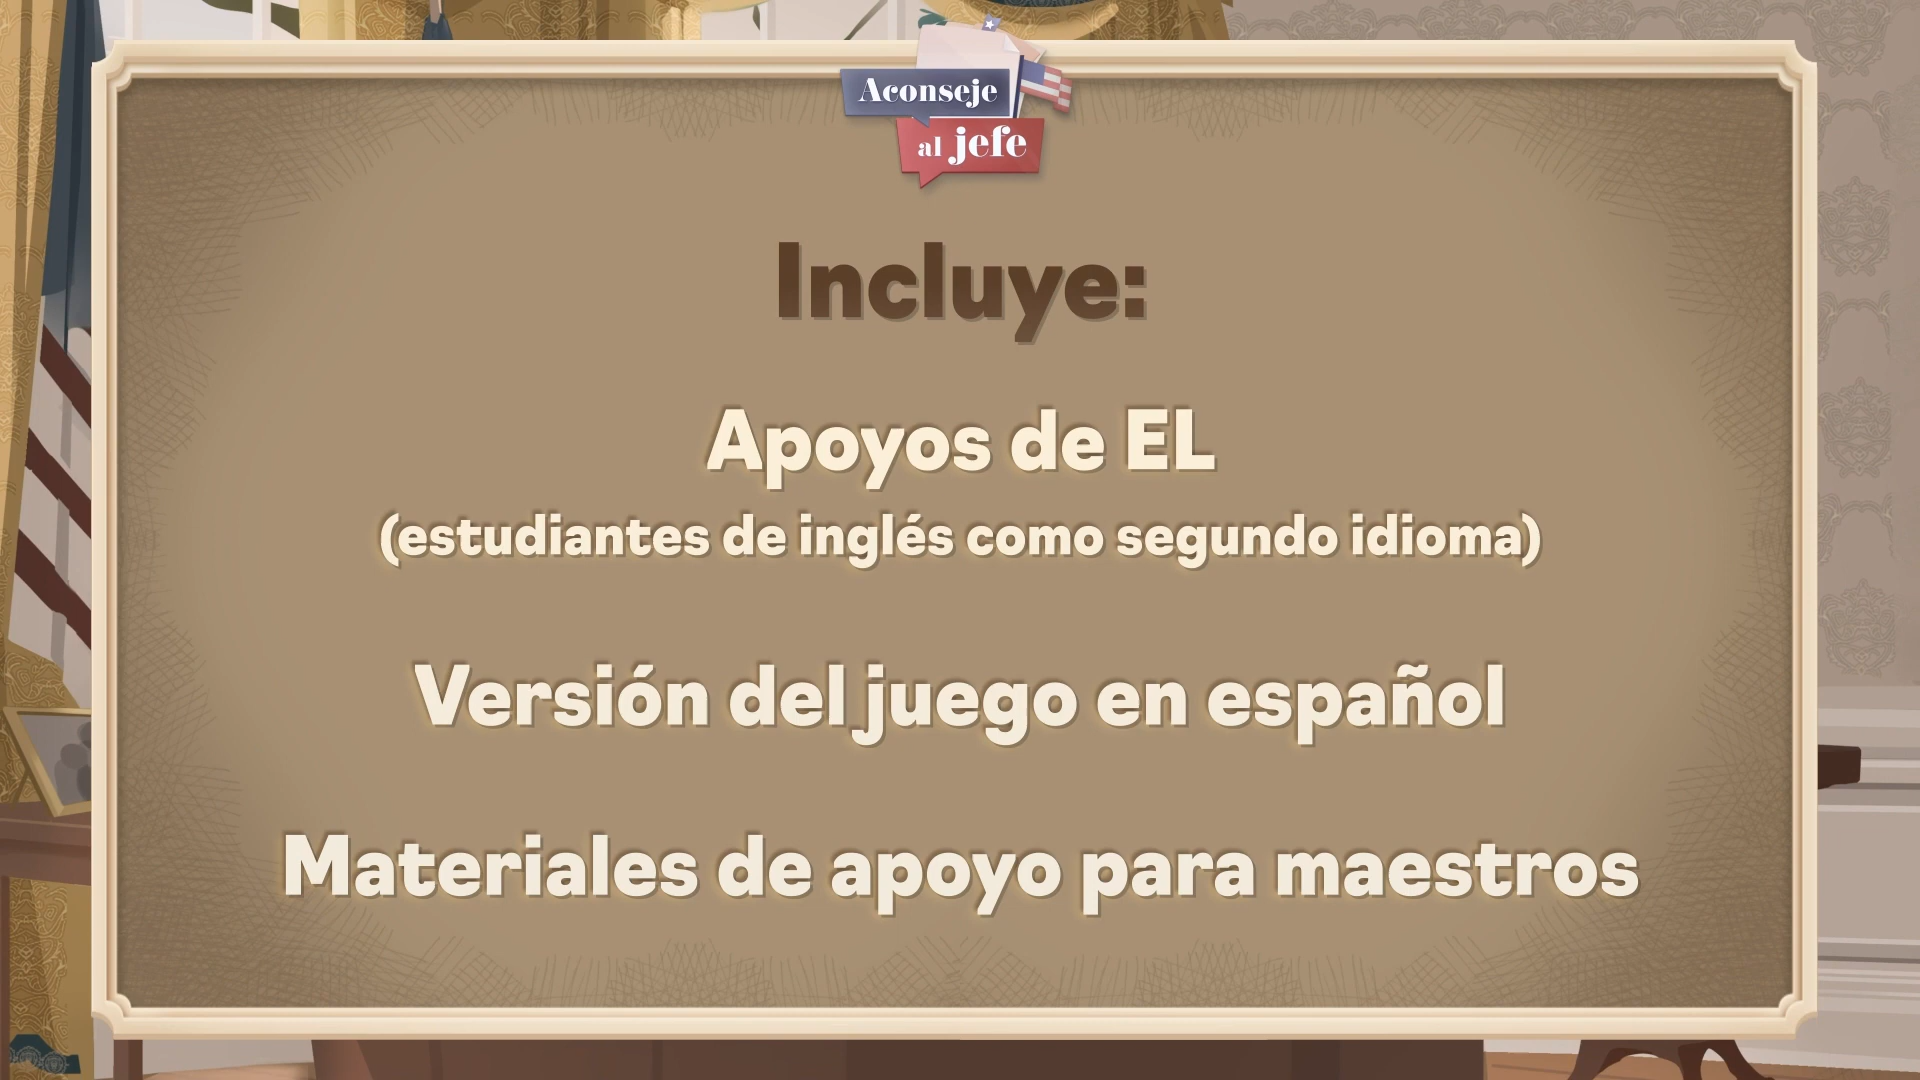 Aconseje
al jefe
Incluye:
Apoyos de EL
(estudiantes de inglés como segundo idioma)
Versión del juego en español
Materiales de apoyo para maestros